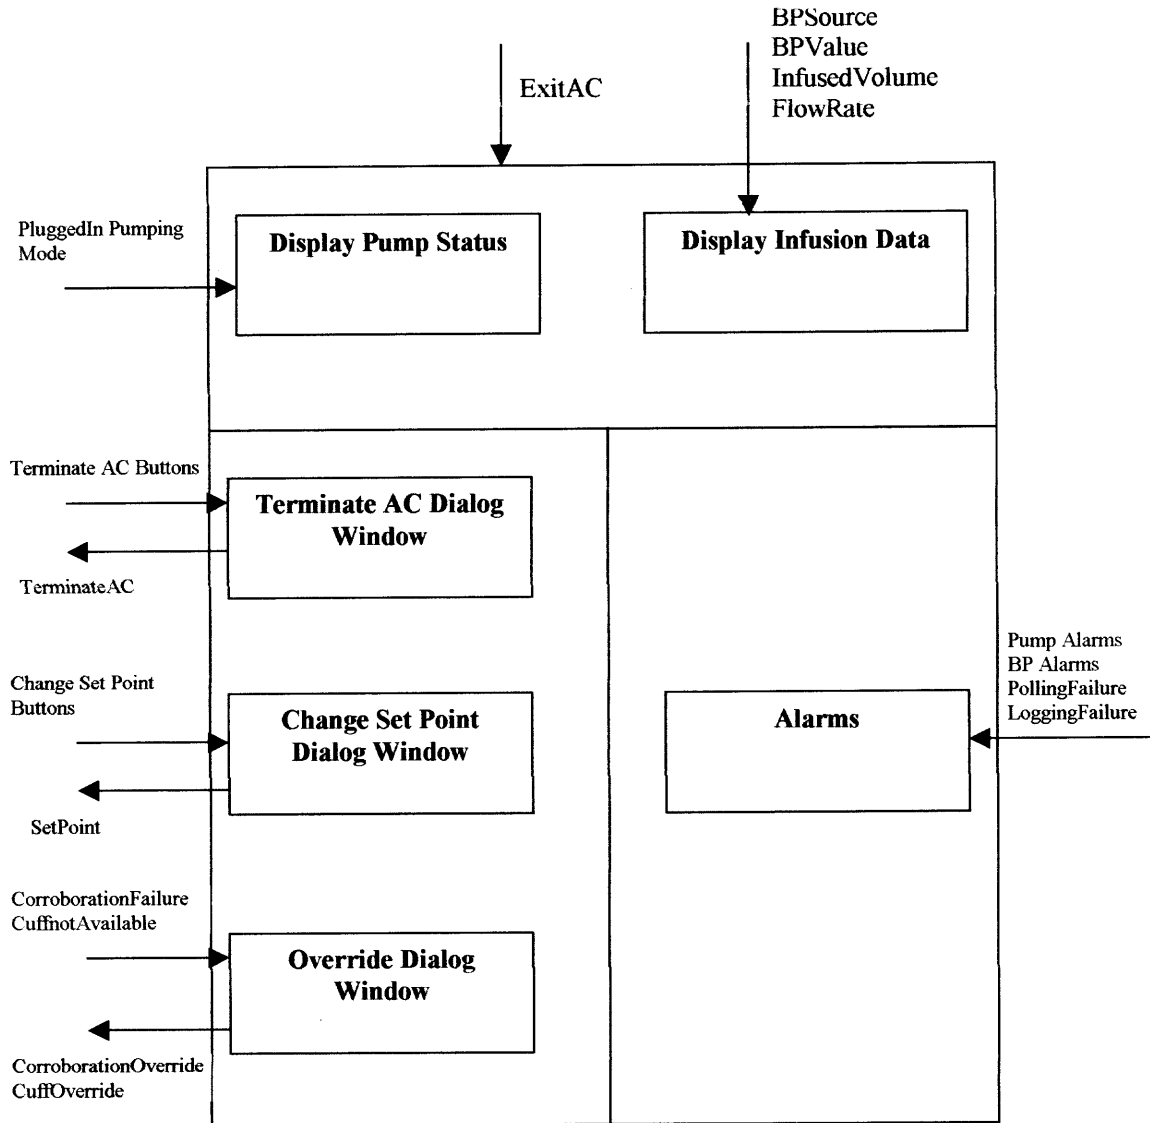 BPSource
BPValue
InfusedVolume
FlowRate
ExitAC
PluggedIn Pumping
Mode
Display Pump Status
Display Infusion Data
Terminate AC Buttons
Terminate AC Dialog
Window
TerminateAC
Change Set Point
Buttons
Change Set Point
Dialog Window
SetPoint
Alarms
Pump Alarms
BP Alarms
PollingFailure
LoggingFailure
CorroborationFailure
CuffnotAvailable
Override Dialog
Window
CorroborationOverride
CuffOverride